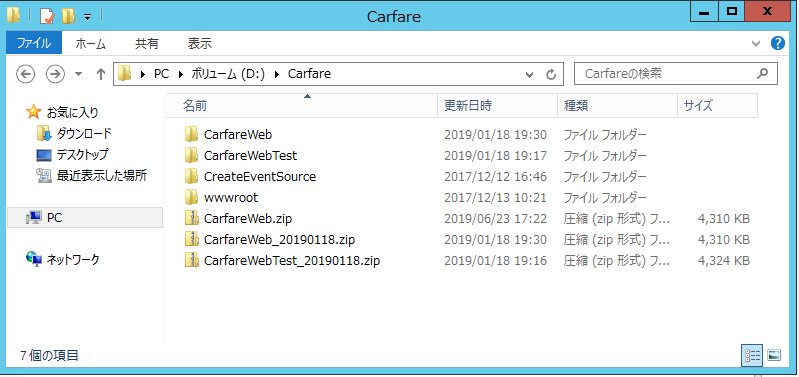 Carfare
ファイル ホーム 共有 表示
PC ボリューム (D:) Carfare Carfareの検索
お気に入り
ダウンロード
デスクトップ
最近表示した場所
PC
ネットワーク
名前 更新日時 種類 サイズ
CarfareWeb 2019/01/18 19:30 ファイル フォルダー
CarfareWebTest 2019/01/18 19:17 ファイル フォルダー
CreateEventSource 2017/12/12 16:46 ファイル フォルダー
wwwroot 2017/12/13 10:21 ファイル フォルダー
CarfareWeb.zip 2019/06/23 17:22 圧縮 (zip 形式) フ... 4,310 KB
CarfareWeb_20190118.zip 2019/01/18 19:30 圧縮 (zip 形式) フ... 4,310 KB
CarfareWebTest_20190118.zip 2019/01/18 19:16 圧縮 (zip 形式) フ... 4,324 KB
7 個の項目